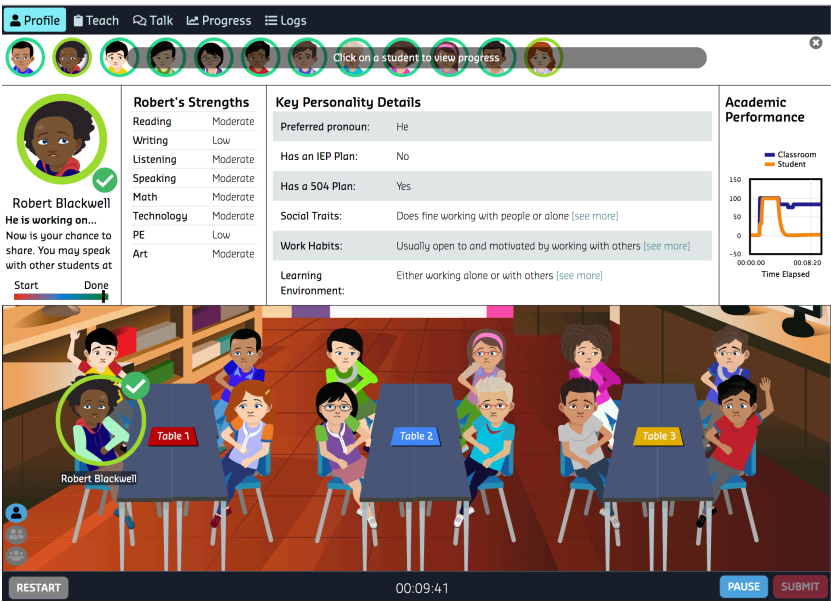 Profile Teach Talk Progress Logs
Click on a student to view progress
Robert Blackwell
He is working on...
Now is your chance to
share. You may speak
with other students at
Start Done
Robert's Strengths
Reading Moderate
Writing Low
Listening Moderate
Speaking Moderate
Math Moderate
Technology Moderate
PE Low
Art Moderate
Key Personality Details
Preferred pronoun: He
Has an IEP Plan: No
Has a 504 Plan: Yes
Social Traits: Does fine working with people or alone [see more]
Work Habits: Usually open to and motivated by working with others [see more]
Learning Either working alone or with others [see more]
Environment:
Academic
Performance
Classroom
Student
150
100
50
0
-50
00:00:00 00:08:20
Time Elapsed
Table 1 Table 2 Table 3
Robert Blackwell
RESTART 00:09:41 PAUSE SUBMIT